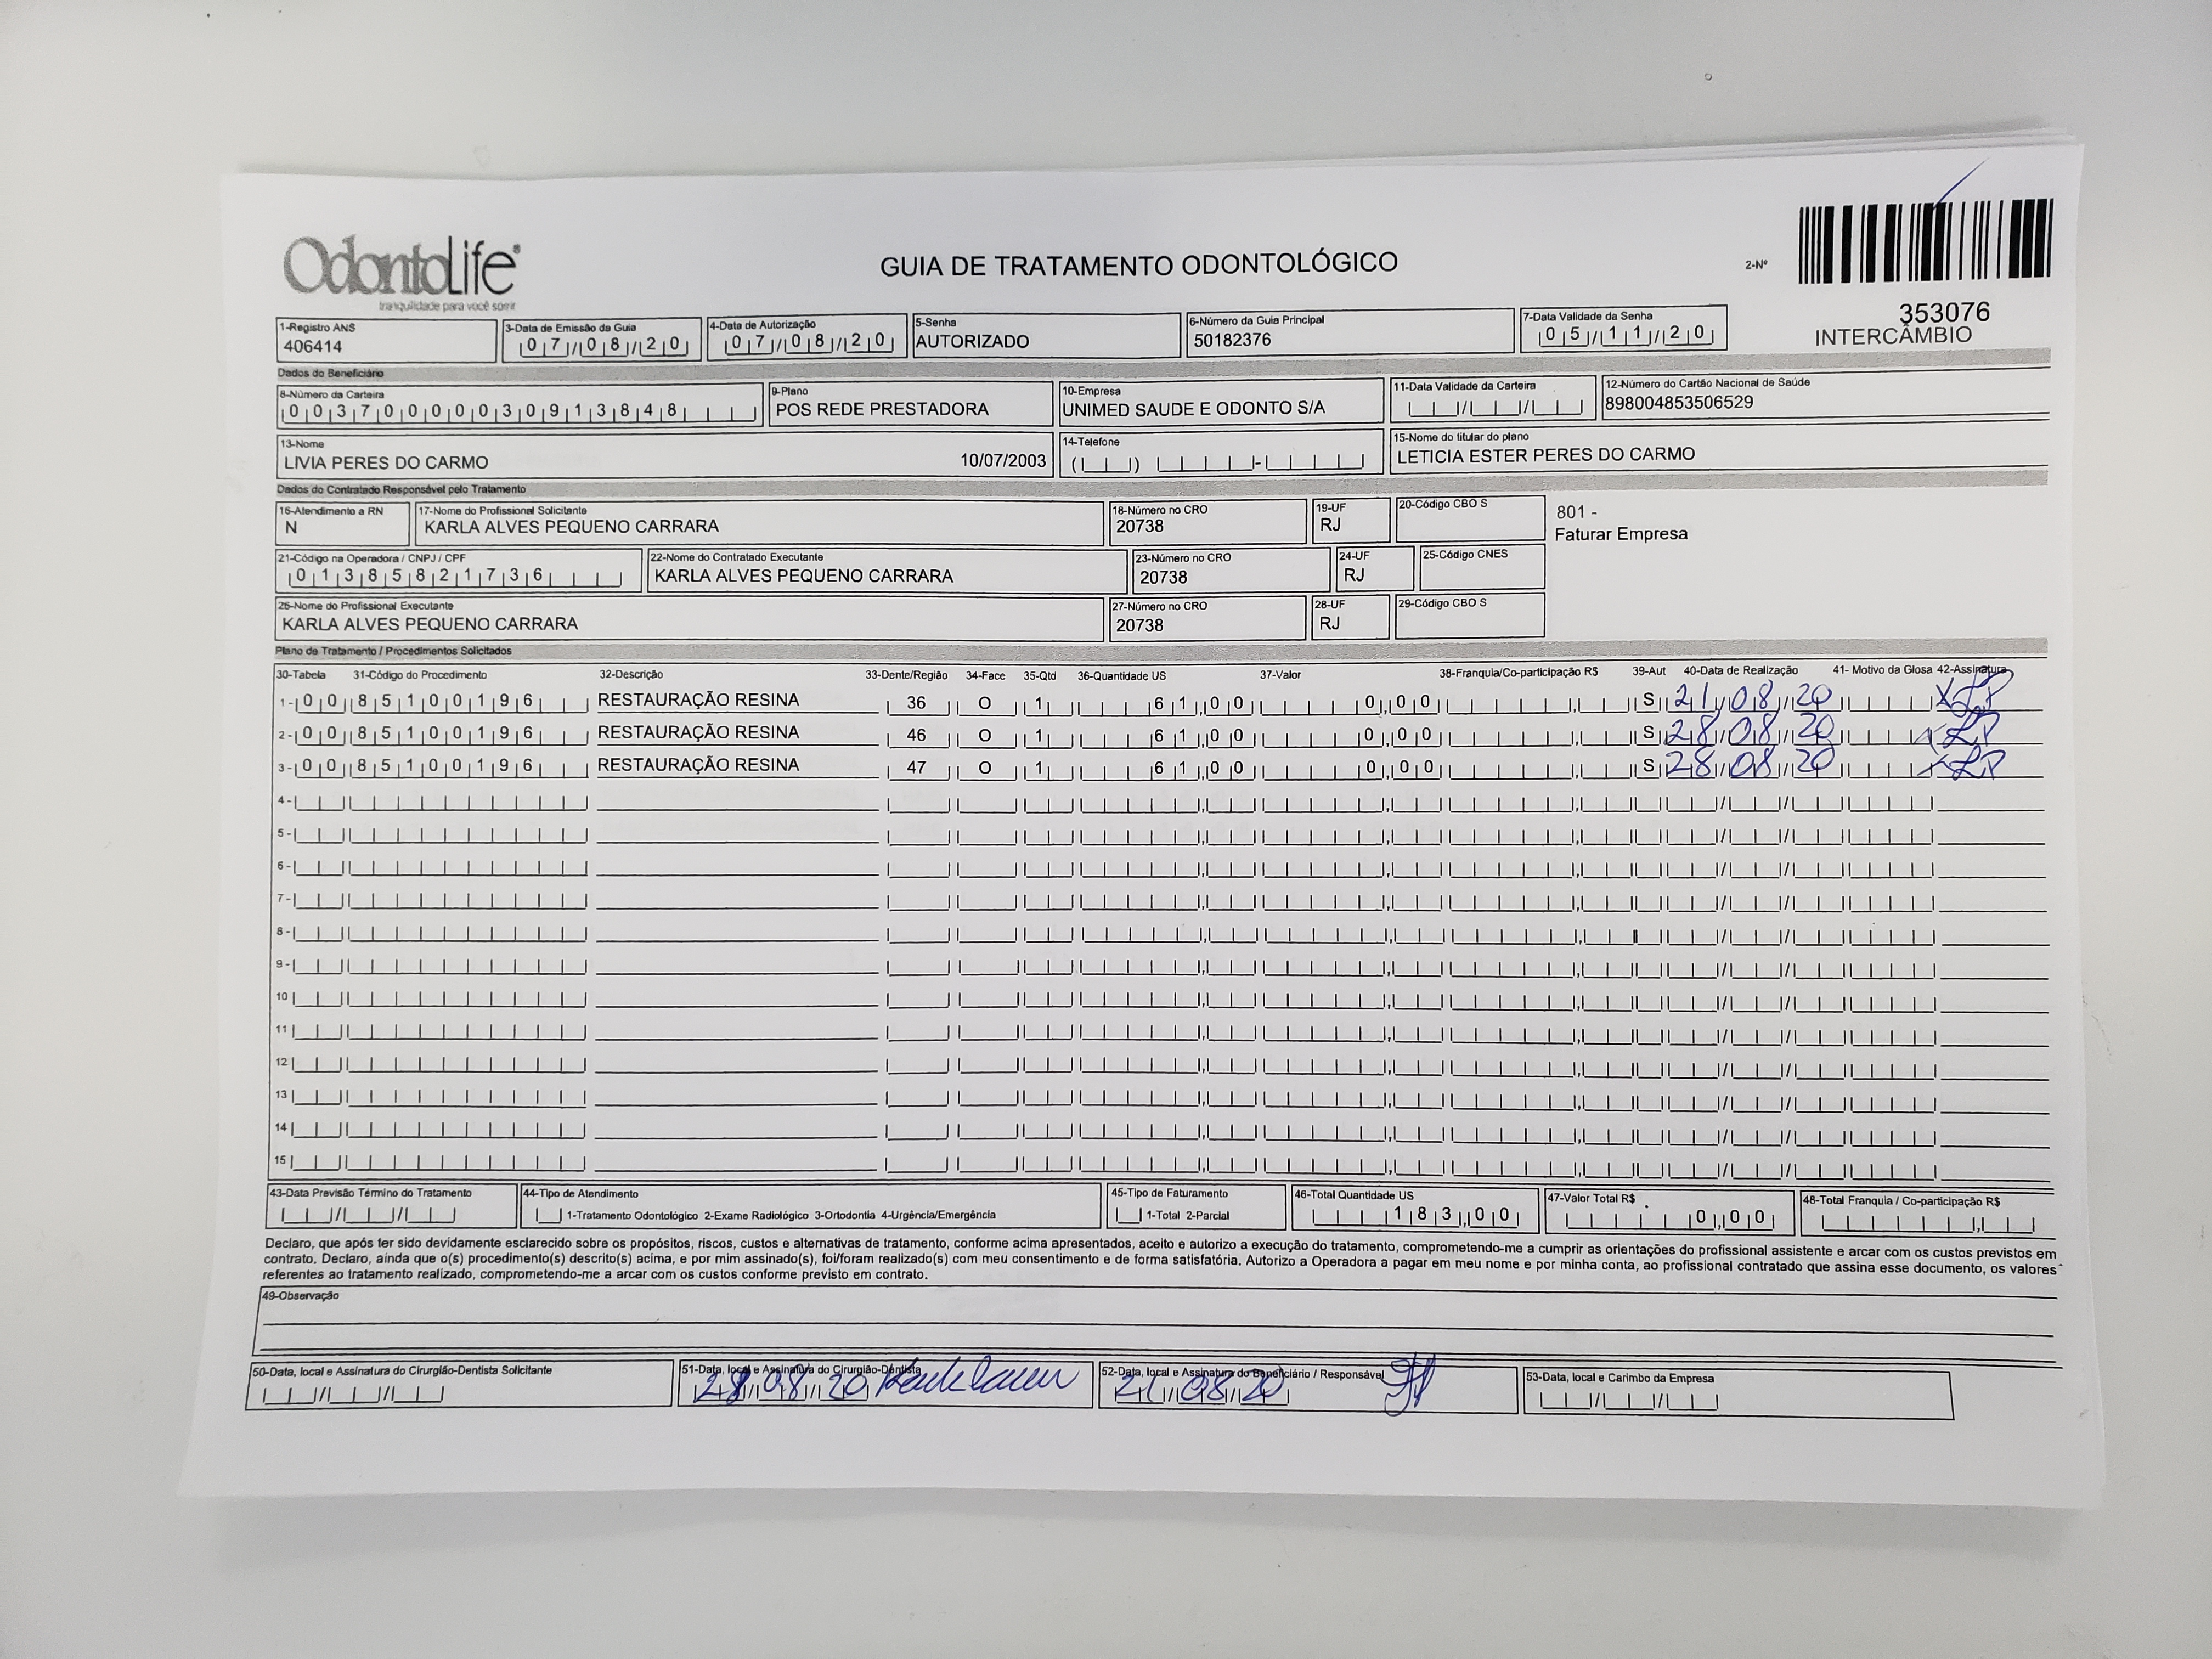 OdontoLife®
tranquilidade para você sorrir
GUIA DE TRATAMENTO ODONTOLÓGICO
2-Nº
353076
INTERCÂMBIO
1-Registro ANS
406414
3-Data de Emissão da Guia
07/08/20
4-Data de Autorização
07/08/20
5-Senha
AUTORIZADO
6-Número da Guia Principal
50182376
7-Data Validade da Senha
05/11/20
Dados do Beneficiário
8-Número da Carteira
00370000030913848
9-Plano
POS REDE PRESTADORA
10-Empresa
UNIMED SAUDE E ODONTO S/A
11-Data Validade da Carteira
12-Número do Cartão Nacional de Saúde
898004853506529
13-Nome
LIVIA PERES DO CARMO 10/07/2003
14-Telefone
15-Nome do titular do plano
LETICIA ESTER PERES DO CARMO
Dados do Contratado Responsável pelo Tratamento
16-Atendimento a RN
N
17-Nome do Profissional Solicitante
KARLA ALVES PEQUENO CARRARA
18-Número no CRO
20738
19-UF
RJ
20-Código CBO S
801 -
Faturar Empresa
21-Código na Operadora / CNPJ / CPF
01385821736
22-Nome do Contratado Executante
KARLA ALVES PEQUENO CARRARA
23-Número no CRO
20738
24-UF
RJ
25-Código CNES
26-Nome do Profissional Executante
KARLA ALVES PEQUENO CARRARA
27-Número no CRO
20738
28-UF
RJ
29-Código CBO S
Plano de Tratamento / Procedimentos Solicitados
30-Tabela 31-Código do Procedimento 32-Descrição 33-Dente/Região 34-Face 35-Qtd 36-Quantidade US 37-Valor 38-Franquia/Co-participação R$ 39-Aut 40-Data de Realização 41- Motivo da Glosa 42-Assinatura
1- 00 85100196 RESTAURAÇÃO RESINA 36 O 1 61,00 0,00 S 21/08/20 XLP
2- 00 85100196 RESTAURAÇÃO RESINA 46 O 1 61,00 0,00 S 28/08/20 XLP
3- 00 85100196 RESTAURAÇÃO RESINA 47 O 1 61,00 0,00 S 28/08/20 XLP
4-
5-
6-
7-
8-
9-
10
11
12
13
14
15
43-Data Previsão Término do Tratamento
44-Tipo de Atendimento
1-Tratamento Odontológico 2-Exame Radiológico 3-Ortodontia 4-Urgência/Emergência
45-Tipo de Faturamento
1-Total 2-Parcial
46-Total Quantidade US
183,00
47-Valor Total R$
0,00
48-Total Franquia / Co-participação R$
Declaro, que após ter sido devidamente esclarecido sobre os propósitos, riscos, custos e alternativas de tratamento, conforme acima apresentados, aceito e autorizo a execução do tratamento, comprometendo-me a cumprir as orientações do profissional assistente e arcar com os custos previstos em
contrato. Declaro, ainda que o(s) procedimento(s) descrito(s) acima, e por mim assinado(s), foi/foram realizado(s) com meu consentimento e de forma satisfatória. Autorizo a Operadora a pagar em meu nome e por minha conta, ao profissional contratado que assina esse documento, os valores
referentes ao tratamento realizado, comprometendo-me a arcar com os custos conforme previsto em contrato.
49-Observação
50-Data, local e Assinatura do Cirurgião-Dentista Solicitante
51-Data, local e Assinatura do Cirurgião-Dentista
28/08/20
52-Data, local e Assinatura do Beneficiário / Responsável
21/08/20
53-Data, local e Carimbo da Empresa